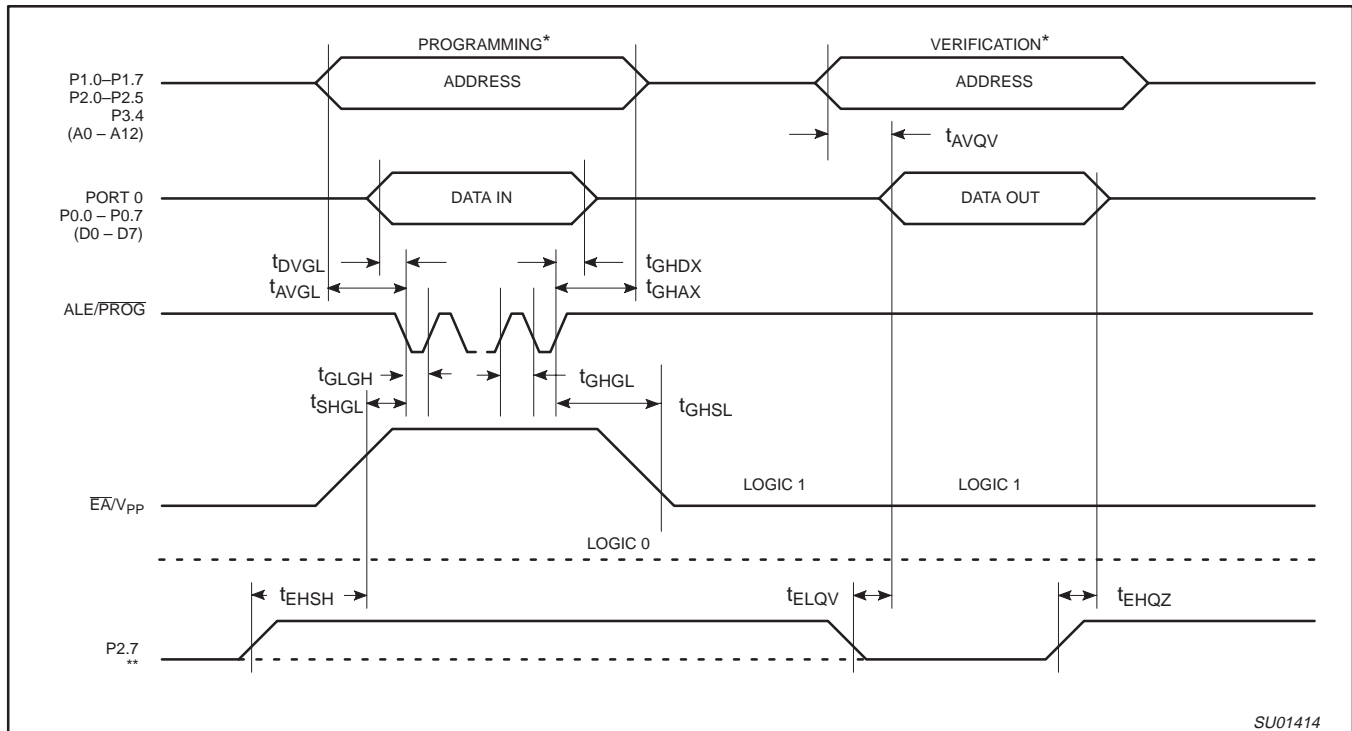 PROGRAMMING*
VERIFICATION*
P1.0–P1.7
P2.0–P2.5
P3.4
(A0 – A12)
ADDRESS
ADDRESS
tAVQV
PORT 0
P0.0 – P0.7
(D0 – D7)
DATA IN
DATA OUT
tDVGL
tGHDX
tAVGL
tGHAX
ALE/PROG
tGLGH
tGHGL
tSHGL
tGHSL
EA/VPP
LOGIC 1
LOGIC 1
LOGIC 0
tEHSH
tELQV
tEHQZ
P2.7
**
SU01414